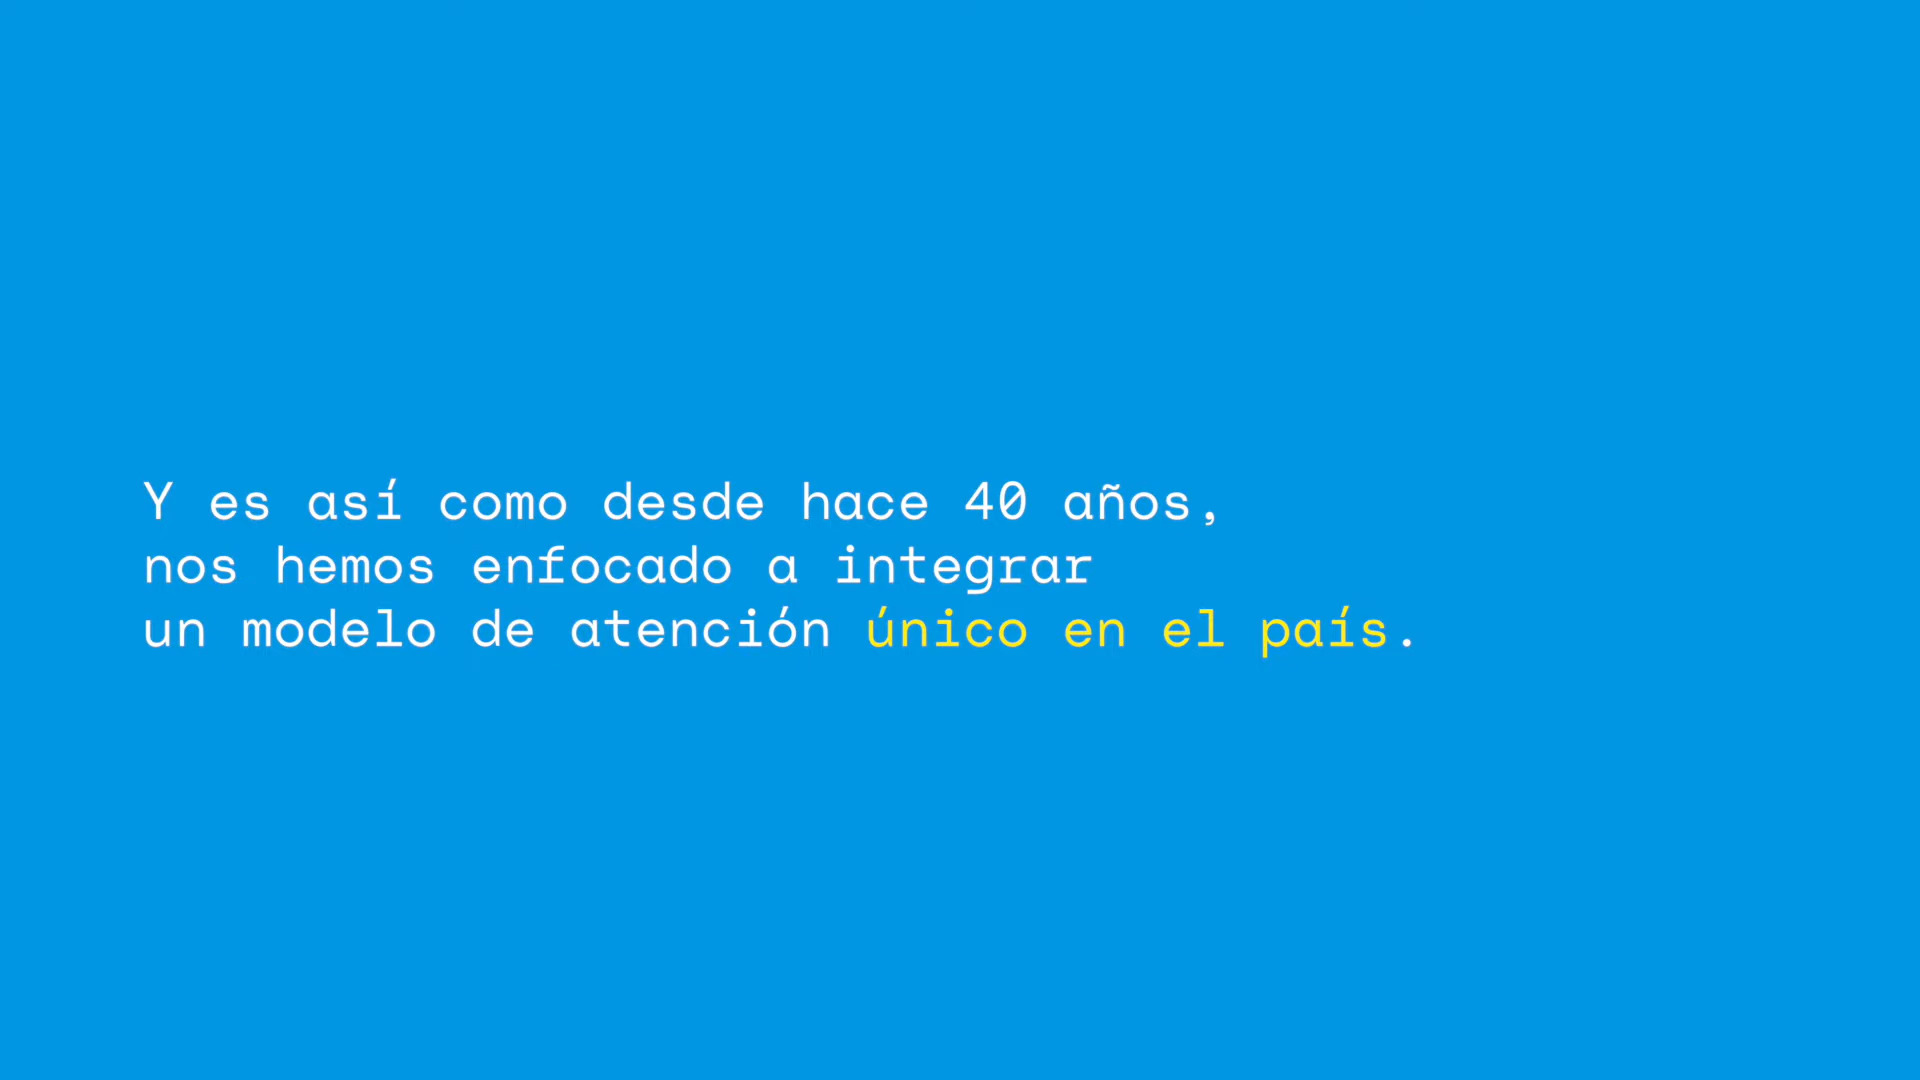 Y es así como desde hace 40 años,
nos hemos enfocado a integrar
un modelo de atención único en el país.